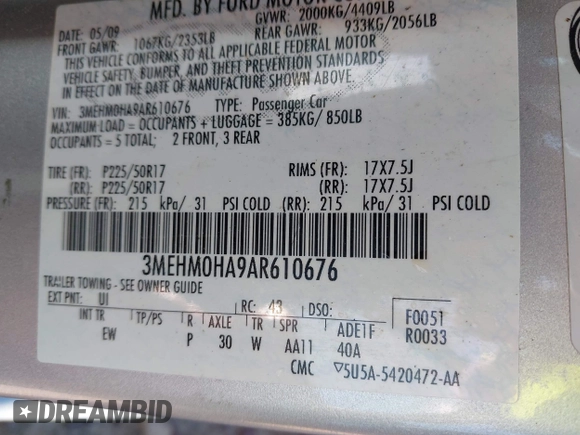 MFD. BY FORD MOTOR CO
DATE: 05/09 GVWR: 2000KG/4409LB
FRONT GAWR: 1067KG/2353LB REAR GAWR: 933KG/2056LB
THIS VEHICLE CONFORMS TO ALL APPLICABLE FEDERAL MOTOR
VEHICLE SAFETY, BUMPER, AND THEFT PREVENTION STANDARDS
IN EFFECT ON THE DATE OF MANUFACTURE SHOWN ABOVE.
VIN: 3MEHM0HA9AR610676 TYPE: Passenger Car
MAXIMUM LOAD = OCCUPANTS + LUGGAGE = 385KG/ 850LB
OCCUPANTS = 5 TOTAL; 2 FRONT, 3 REAR
TIRE (FR): P225/50R17 RIMS (FR): 17X7.5J
(RR): P225/50R17 (RR): 17X7.5J
PRESSURE (FR): 215 kPa/ 31 PSI COLD (RR): 215 kPa/ 31 PSI COLD
3MEHM0HA9AR610676
TRAILER TOWING - SEE OWNER GUIDE
EXT PNT: UI RC: 43 DSO: F0051
INT TR TP/PS R AXLE TR SPR ADE1F R0033
EW P 30 W AA11 40A
CMC ▽5U5A-5420472-AA
DREAMBID